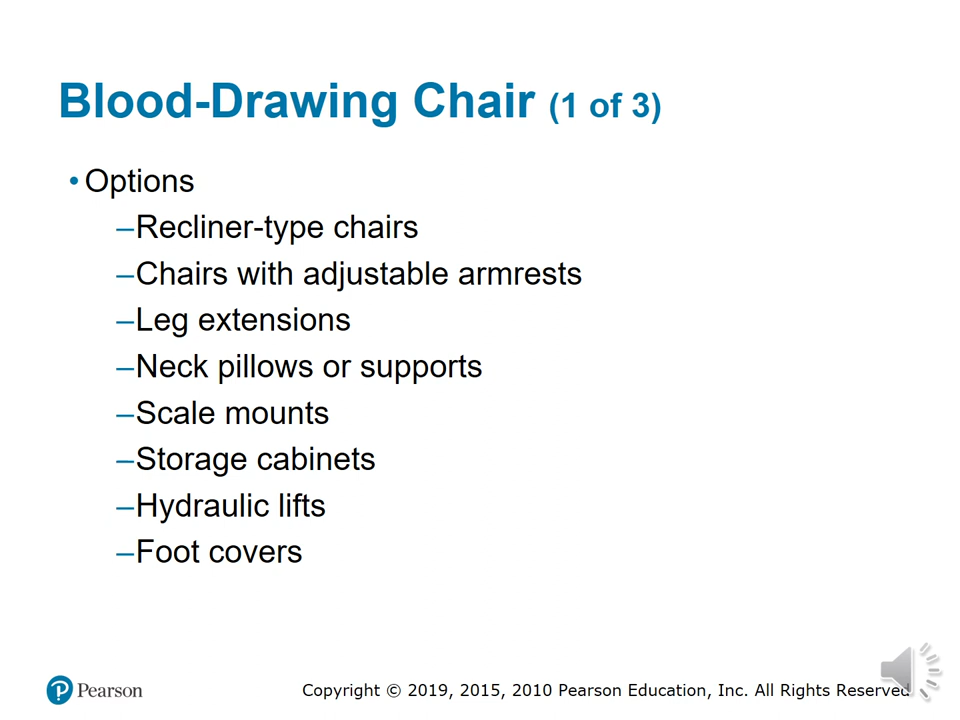 Blood-Drawing Chair (1 of 3)
• Options
–Recliner-type chairs
–Chairs with adjustable armrests
–Leg extensions
–Neck pillows or supports
–Scale mounts
–Storage cabinets
–Hydraulic lifts
–Foot covers
Pearson
Copyright © 2019, 2015, 2010 Pearson Education, Inc. All Rights Reserved